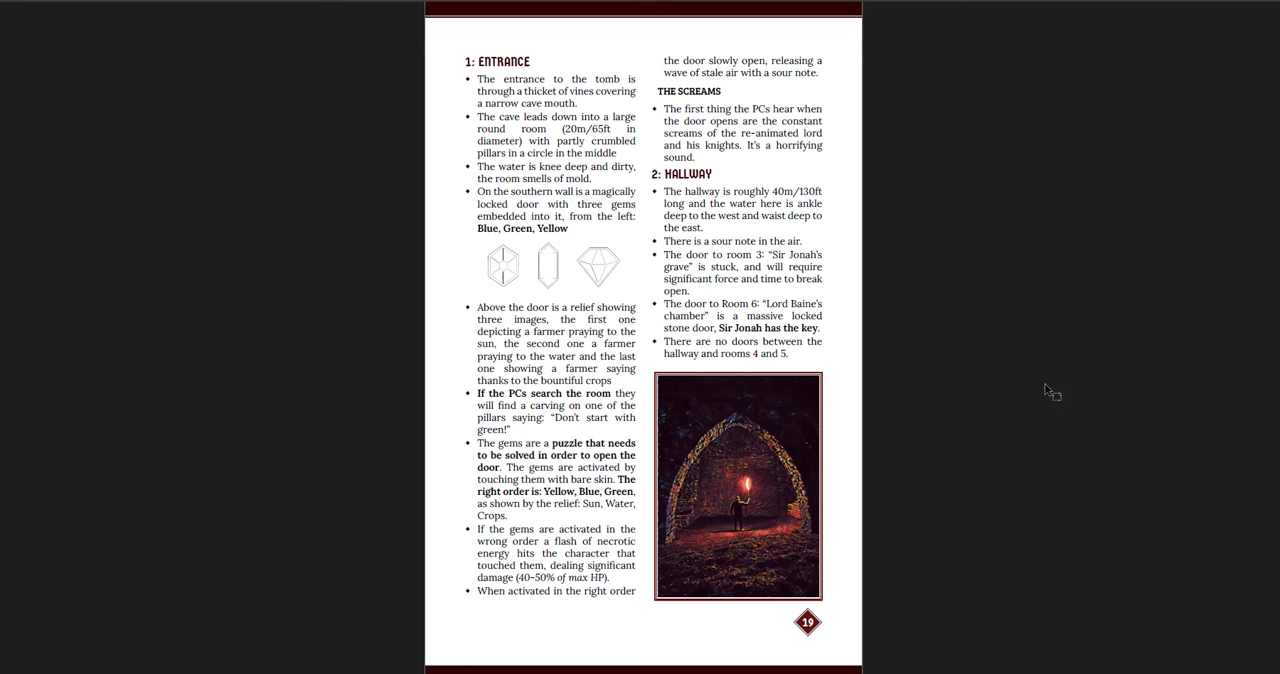 1: ENTRANCE
The entrance to the tomb is
through a thicket of vines covering
a narrow cave mouth.
The cave leads down into a large
round room (20m/65ft in
diameter) with partly crumbled
pillars in a circle in the middle
The water is knee deep and dirty,
the room smells of mold.
On the southern wall is a magically
locked door with three gems
embedded into it, from the left:
Blue, Green, Yellow
Above the door is a relief showing
three images, the first one
depicting a farmer praying to the
sun, the second one a farmer
praying to the water and the last
one showing a farmer saying
thanks to the bountiful crops
If the PCs search the room they
will find a carving on one of the
pillars saying: “Don’t start with
green!”
The gems are a puzzle that needs
to be solved in order to open the
door. The gems are activated by
touching them with bare skin. The
right order is: Yellow, Blue, Green,
as shown by the relief: Sun, Water,
Crops.
If the gems are activated in the
wrong order a flash of necrotic
energy hits the character that
touched them, dealing significant
damage (40-50% of max HP).
When activated in the right order
the door slowly open, releasing a
wave of stale air with a sour note.
THE SCREAMS
The first thing the PCs hear when
the door opens are the constant
screams of the re-animated lord
and his knights. It’s a horrifying
sound.
2: HALLWAY
The hallway is roughly 40m/130ft
long and the water here is ankle
deep to the west and waist deep to
the east.
There is a sour note in the air.
The door to room 3: “Sir Jonah’s
grave” is stuck, and will require
significant force and time to break
open.
The door to Room 6: “Lord Baine’s
chamber” is a massive locked
stone door, Sir Jonah has the key.
There are no doors between the
hallway and rooms 4 and 5.
19